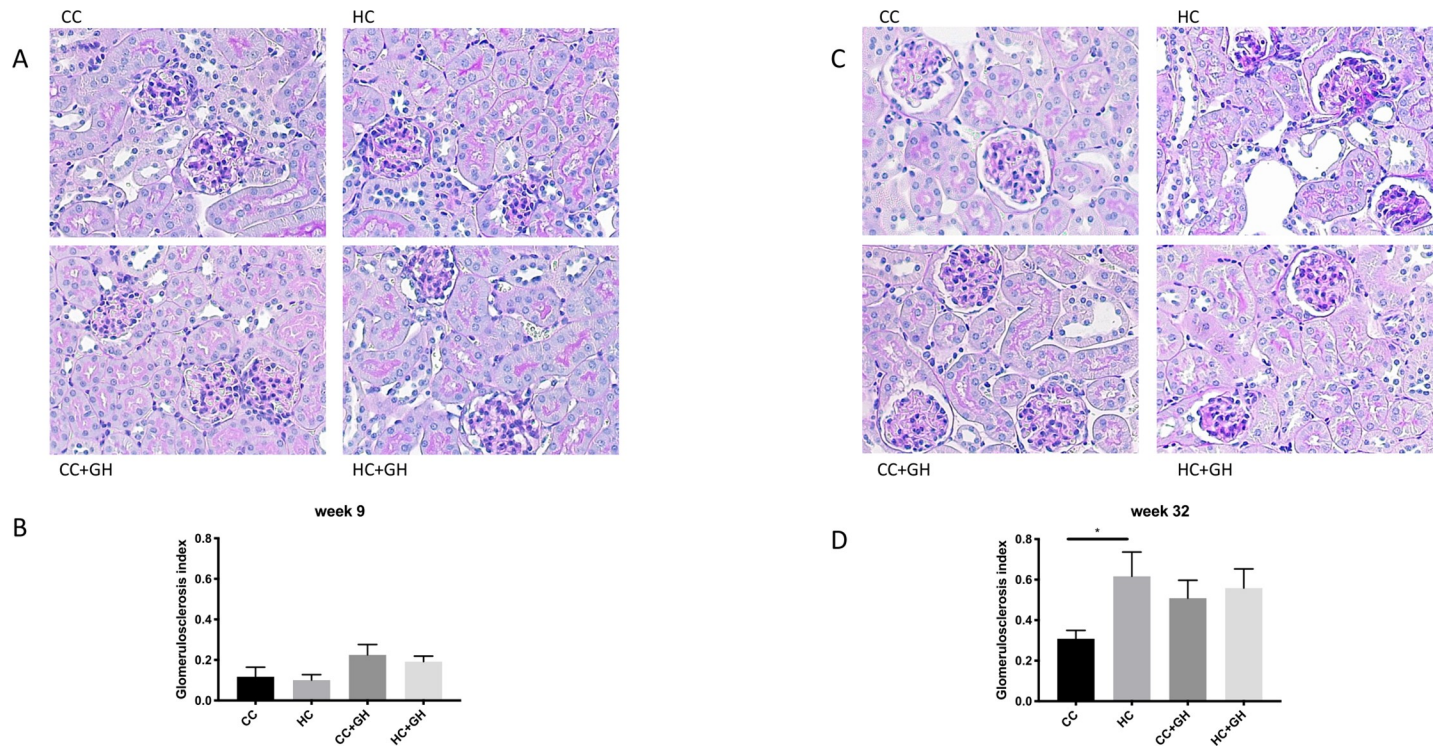 CC HC
A
CC+GH HC+GH
B
week 9
Glomerulosclerosis index
0.8
0.6
0.4
0.2
0.0
CC HC CC+GH HC+GH
CC HC
C
CC+GH HC+GH
D
week 32
Glomerulosclerosis index
0.8
0.6
0.4
0.2
0.0
*
CC HC CC+GH HC+GH